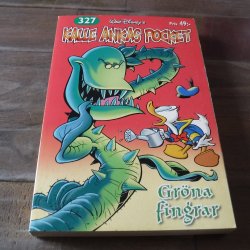 327
Walt Disney's
Pris 49:-
KALLE ANKAS POCKET
Gröna
fingrar